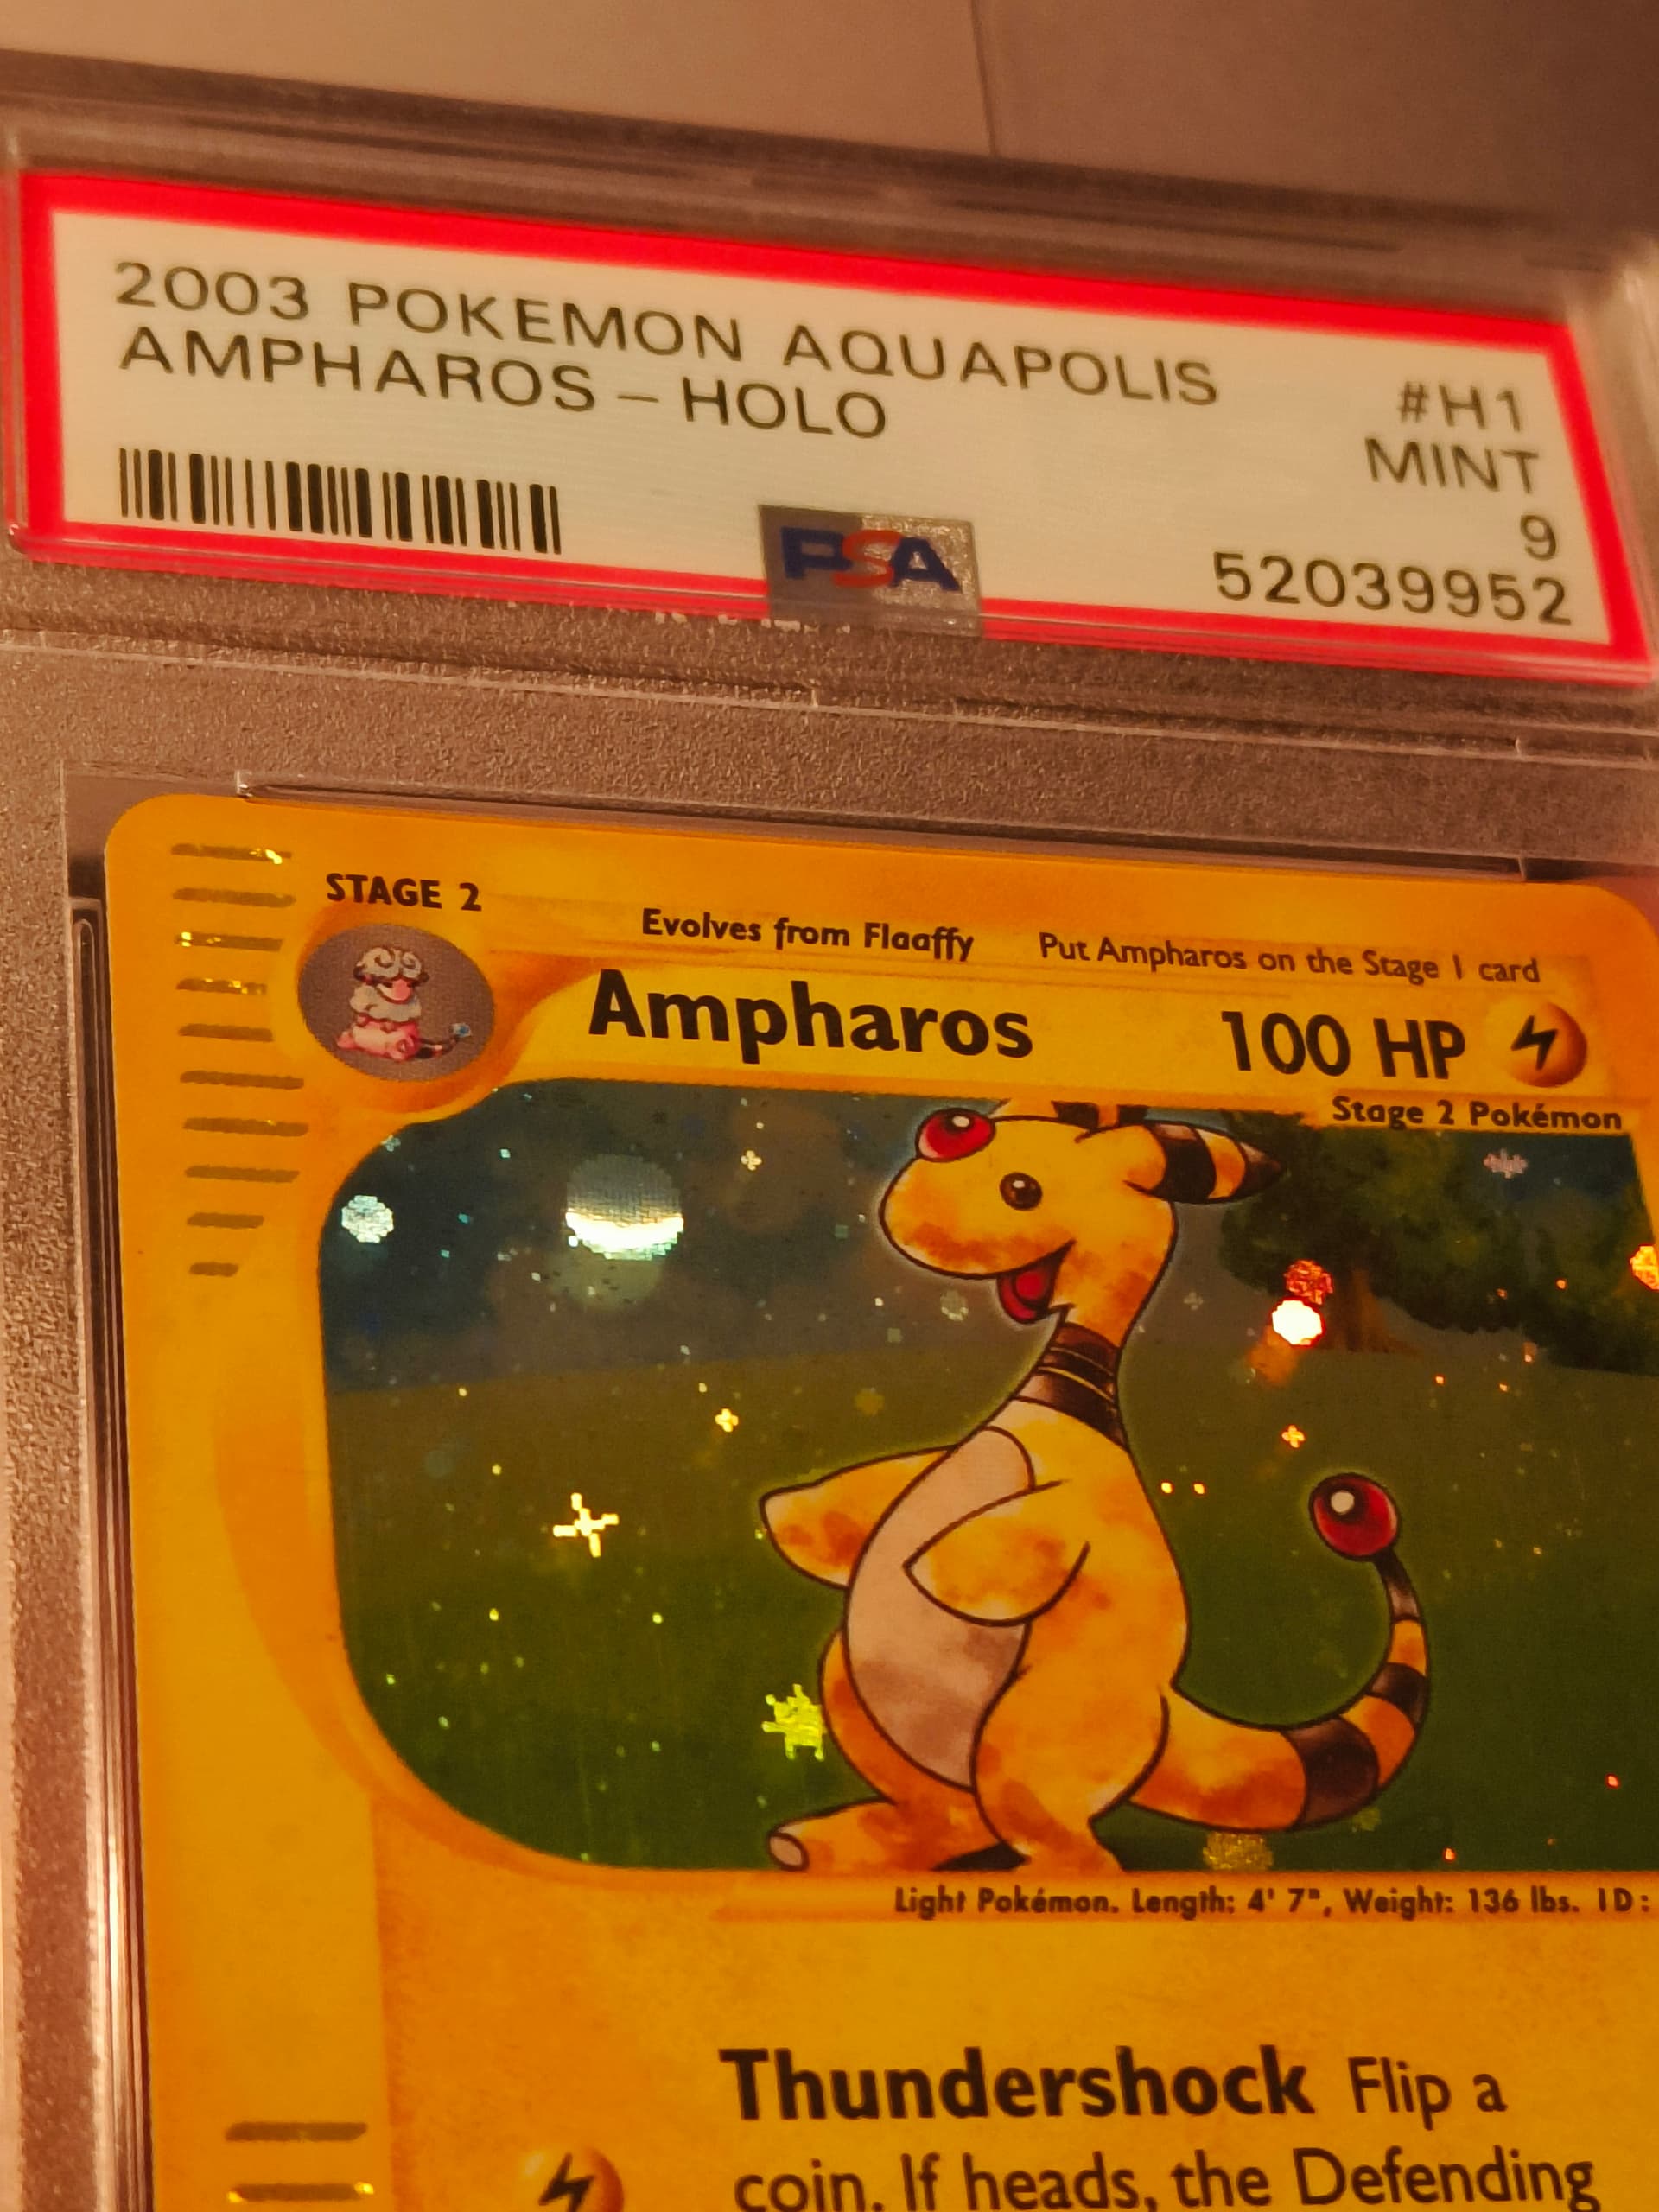 2003 POKEMON AQUAPOLIS #H1
AMPHAROS – HOLO MINT
9
PSA 52039952
STAGE 2
Evolves from Flaaffy Put Ampharos on the Stage 1 card
Ampharos 100 HP
Stage 2 Pokémon
Light Pokémon. Length: 4' 7", Weight: 136 lbs. ID:
Thundershock Flip a
coin. If heads, the Defending